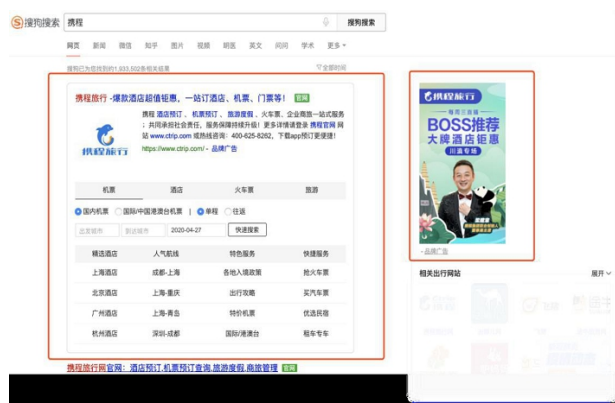 搜狗搜索 携程 搜狗搜索
网页 新闻 微信 知乎 图片 视频 明医 英文 问问 学术 更多
搜狗已为您找到约1,933,502条相关结果 全部时间
携程旅行 -爆款酒店超值钜惠，一站订酒店、机票、门票等！ 官网
携程 酒店预订 、机票预订 、旅游度假 、火车票、企业商旅一站式服务
；共同承担社会责任，服务保障持续升级！更多详情请登录 携程官网 网
站 www.ctrip.com 或热线咨询：400-625-8262，下载app预订更便捷！
https://www.ctrip.com/ - 品牌广告
携程旅行
机票 酒店 火车票 旅游
国内机票 国际/中国港澳台机票 | 单程 往返
出发城市 到达城市 2020-04-27 快速搜索
精选酒店 人气航线 特色服务 快捷服务
上海酒店 成都-上海 各地入境政策 抢火车票
北京酒店 上海-重庆 出行攻略 买汽车票
广州酒店 上海-青岛 特价机票 优选民宿
杭州酒店 深圳-成都 国际/港澳台 租车专车
携程旅行网官网：酒店预订,机票预订查询,旅游度假,商旅管理 官网
携程旅行
BOSS推荐
大牌酒店钜惠
川滇专场
- 品牌广告
相关出行网站 展开